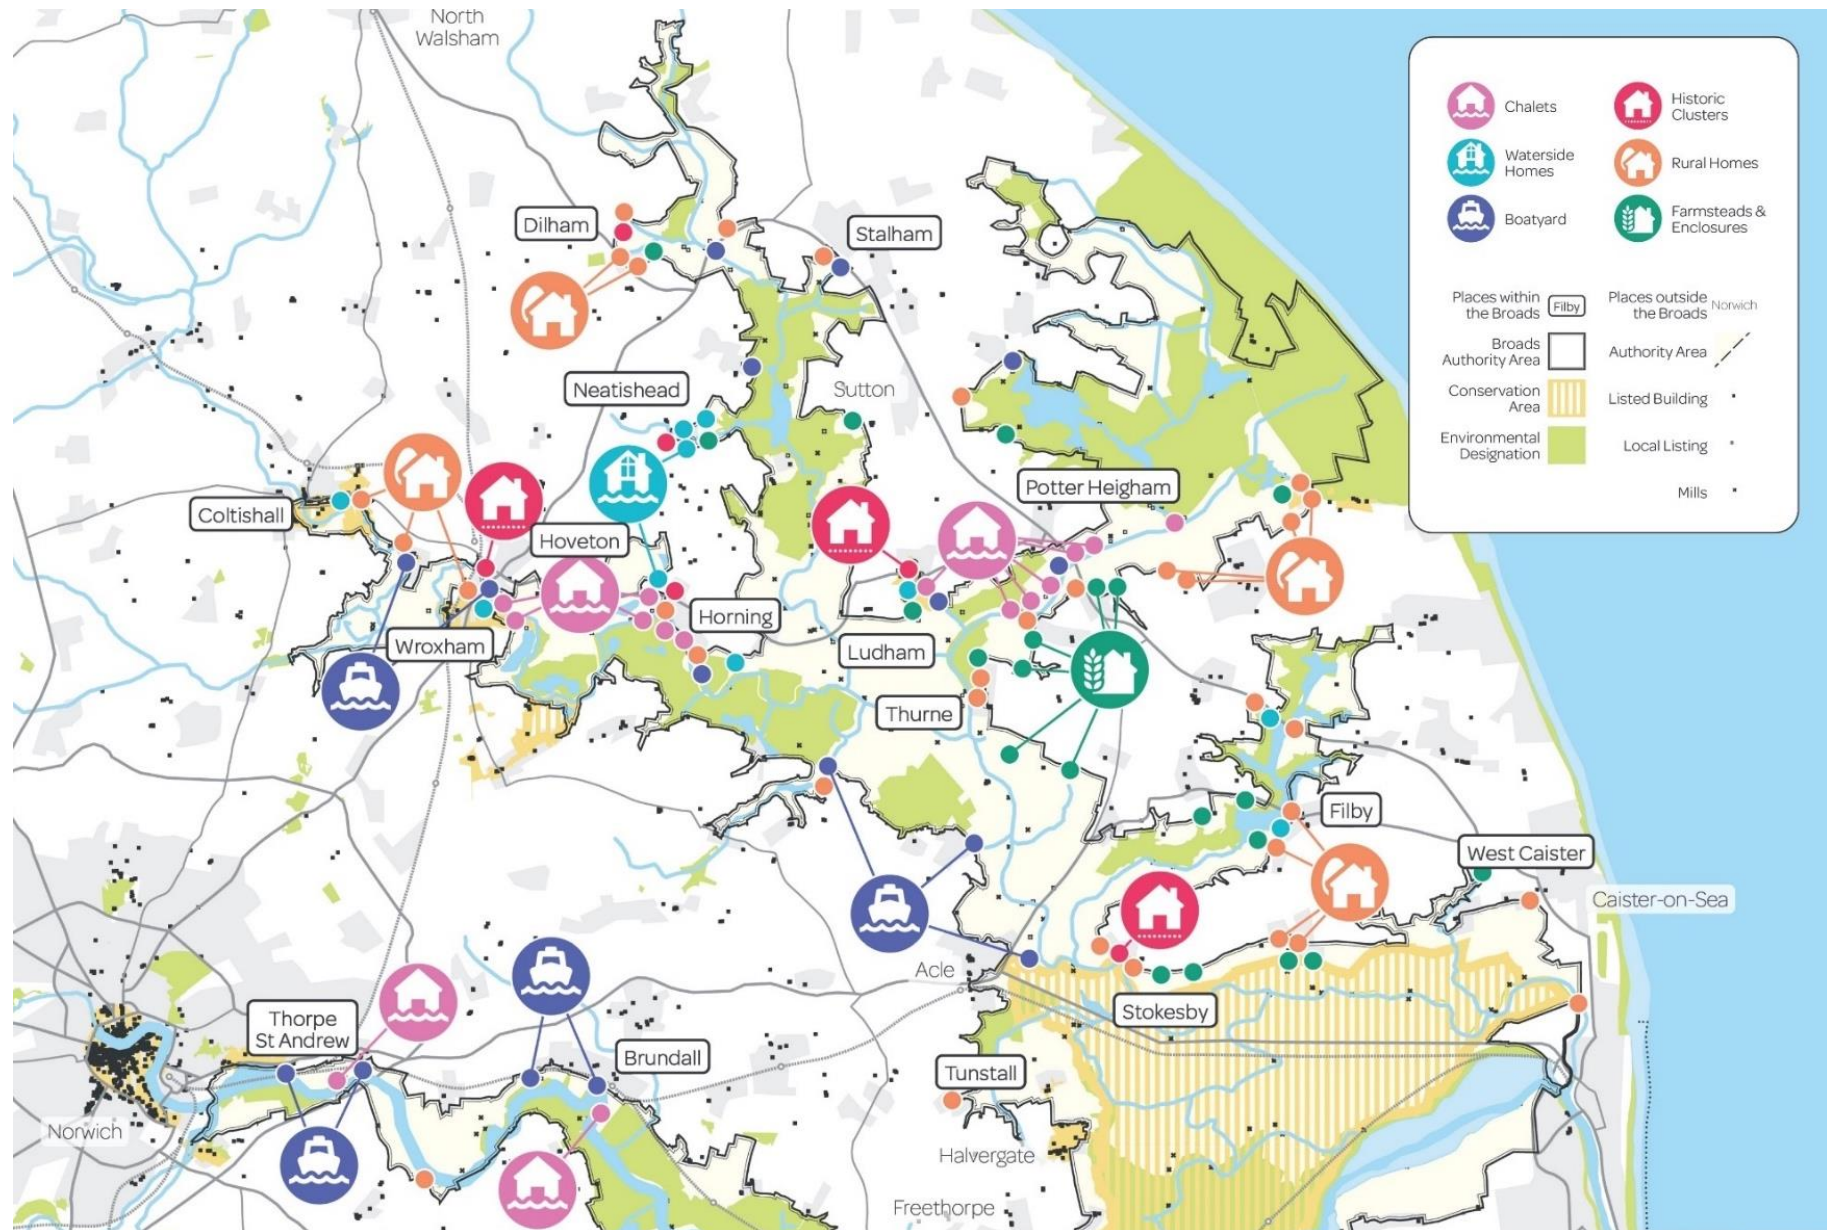 North
Walsham
Dilham
Stalham
Neatishead
Sutton
Coltishall
Hoveton
Potter Heigham
Wroxham
Horning
Ludham
Thurne
Filby
West Caister
Caister-on-Sea
Acle
Stokesby
Thorpe
St Andrew
Brundall
Tunstall
Norwich
Halvergate
Freethorpe
Chalets
Historic
Clusters
Waterside
Homes
Rural Homes
Boatyard
Farmsteads &
Enclosures
Places within
the Broads
Filby
Places outside
the Broads
Norwich
Broads
Authority Area
Authority Area
Conservation
Area
Listed Building
Environmental
Designation
Local Listing
Mills